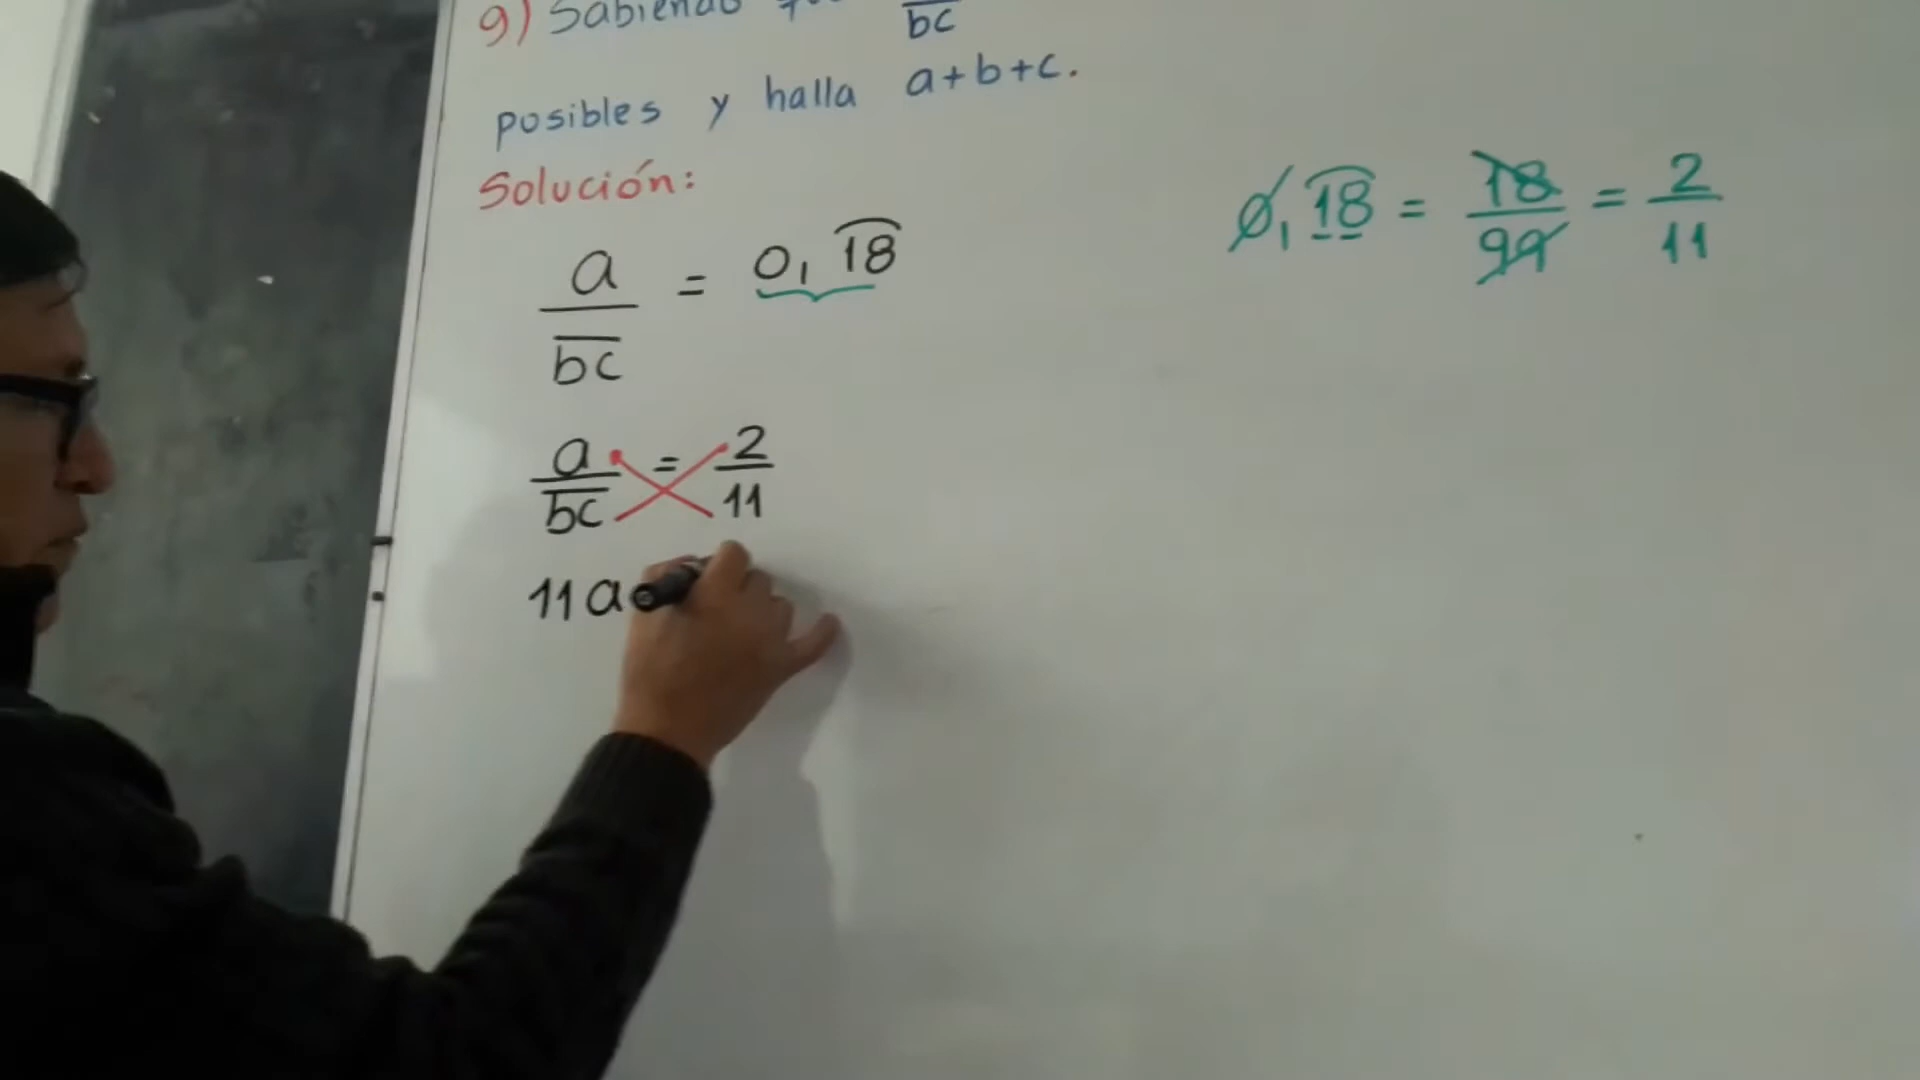 9) Sabiendo
bc
posibles y halla a+b+c.
Solución:
a/bc = 0,18
0,18 = 18/99 = 2/11
a/bc = 2/11
11a